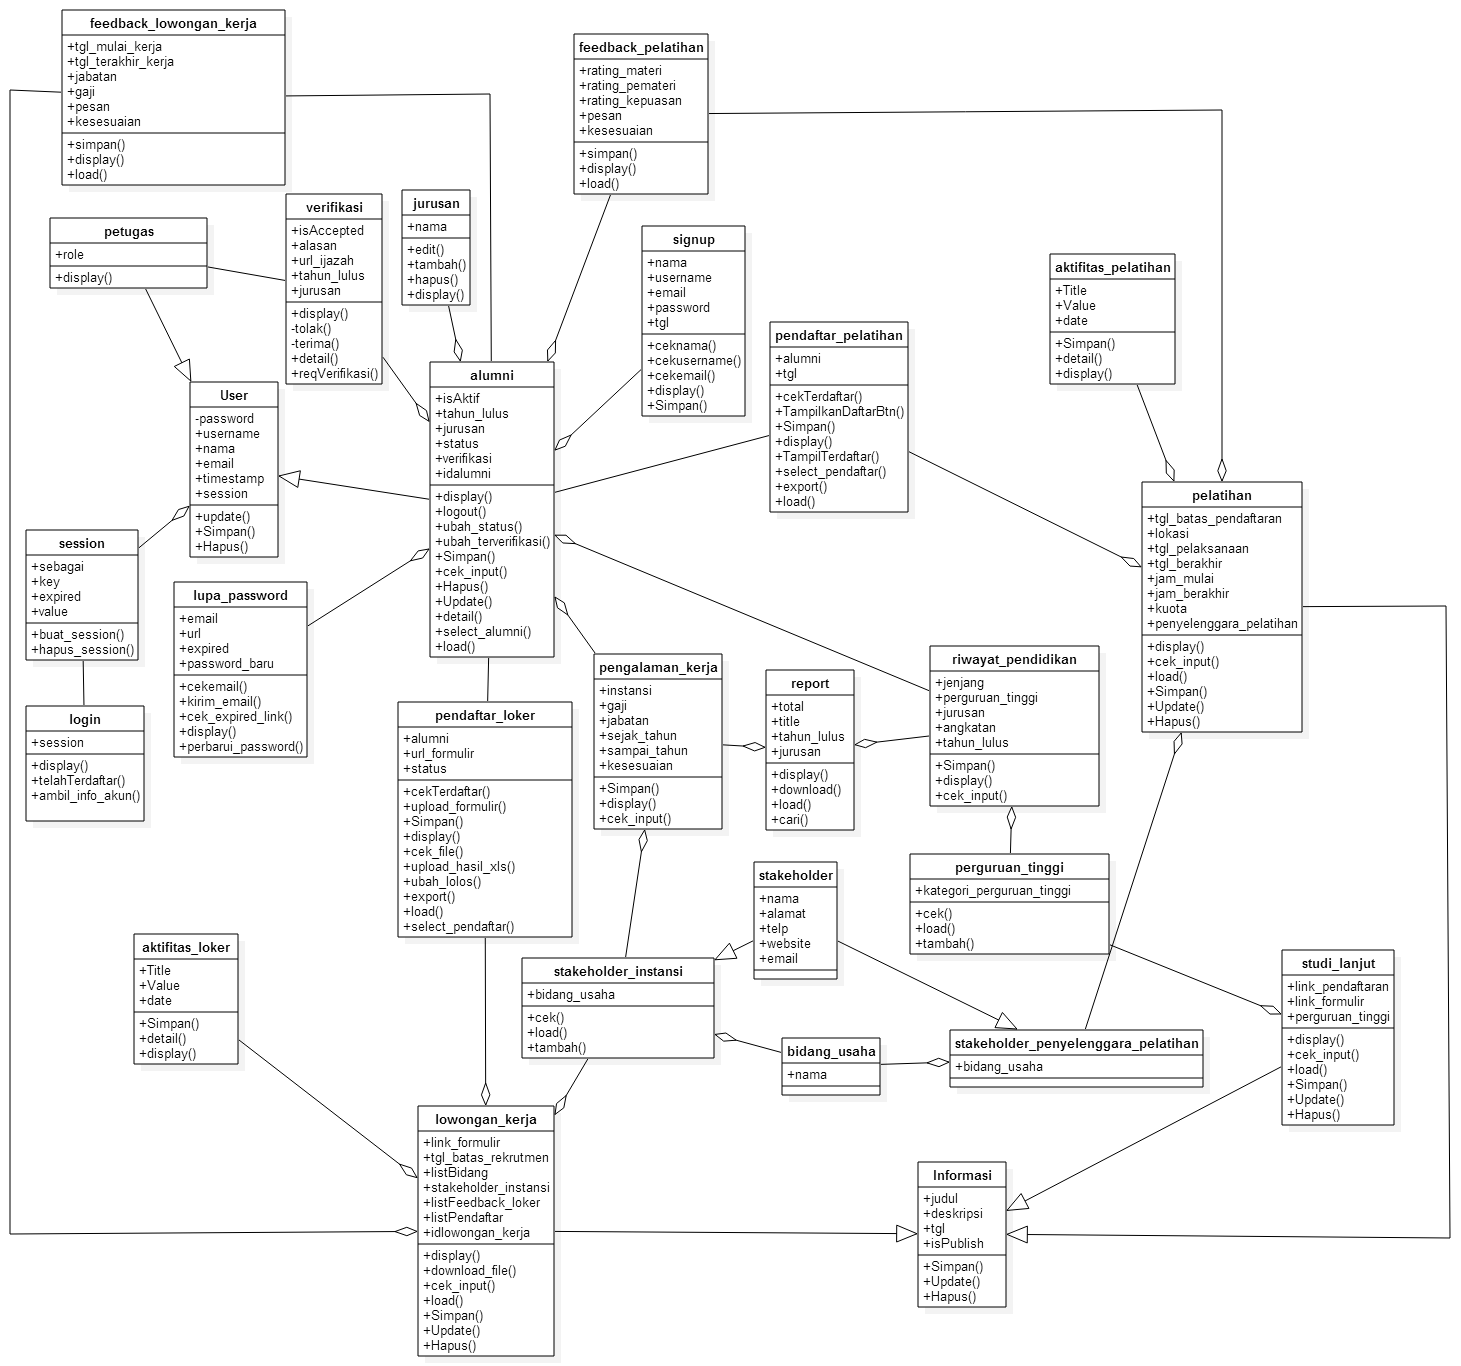 feedback_lowongan_kerja
+tgl_mulai_kerja
+tgl_terakhir_kerja
+jabatan
+gaji
+pesan
+kesesuaian
+simpan()
+display()
+load()
feedback_pelatihan
+rating_materi
+rating_pemateri
+rating_kepuasan
+pesan
+kesesuaian
+simpan()
+display()
+load()
petugas
+role
+display()
verifikasi
+isAccepted
+alasan
+url_ijazah
+tahun_lulus
+jurusan
+display()
-tolak()
-terima()
+detail()
+reqVerifikasi()
jurusan
+nama
+edit()
+tambah()
+hapus()
+display()
signup
+nama
+username
+email
+password
+tgl
+ceknama()
+cekusername()
+cekemail()
+display()
+Simpan()
aktifitas_pelatihan
+Title
+Value
+date
+Simpan()
+detail()
+display()
pendaftar_pelatihan
+alumni
+tgl
+cekTerdaftar()
+TampilkanDaftarBtn()
+Simpan()
+display()
+TampilTerdaftar()
+select_pendaftar()
+export()
+load()
User
-password
+username
+nama
+email
+timestamp
+session
+update()
+Simpan()
+Hapus()
alumni
+isAktif
+tahun_lulus
+jurusan
+status
+verifikasi
+idalumni
+display()
+logout()
+ubah_status()
+ubah_terverifikasi()
+Simpan()
+cek_input()
+Hapus()
+Update()
+detail()
+select_alumni()
+load()
pelatihan
+tgl_batas_pendaftaran
+lokasi
+tgl_pelaksanaan
+tgl_berakhir
+jam_mulai
+jam_berakhir
+kuota
+penyelenggara_pelatihan
+display()
+cek_input()
+load()
+Simpan()
+Update()
+Hapus()
session
+sebagai
+key
+expired
+value
+buat_session()
+hapus_session()
lupa_password
+email
+url
+expired
+password_baru
+cekemail()
+kirim_email()
+cek_expired_link()
+display()
+perbarui_password()
login
+session
+display()
+telahTerdaftar()
+ambil_info_akun()
pengalaman_kerja
+instansi
+gaji
+jabatan
+sejak_tahun
+sampai_tahun
+kesesuaian
+Simpan()
+display()
+cek_input()
report
+total
+title
+tahun_lulus
+jurusan
+display()
+download()
+load()
+cari()
riwayat_pendidikan
+jenjang
+perguruan_tinggi
+jurusan
+angkatan
+tahun_lulus
+Simpan()
+display()
+cek_input()
pendaftar_loker
+alumni
+url_formulir
+status
+cekTerdaftar()
+upload_formulir()
+Simpan()
+display()
+cek_file()
+upload_hasil_xls()
+ubah_lolos()
+export()
+load()
+select_pendaftar()
perguruan_tinggi
+kategori_perguruan_tinggi
+cek()
+load()
+tambah()
stakeholder
+nama
+alamat
+telp
+website
+email
aktifitas_loker
+Title
+Value
+date
+Simpan()
+detail()
+display()
stakeholder_instansi
+bidang_usaha
+cek()
+load()
+tambah()
studi_lanjut
+link_pendaftaran
+link_formulir
+perguruan_tinggi
+display()
+cek_input()
+load()
+Simpan()
+Update()
+Hapus()
bidang_usaha
+nama
stakeholder_penyelenggara_pelatihan
+bidang_usaha
lowongan_kerja
+link_formulir
+tgl_batas_rekrutmen
+listBidang
+stakeholder_instansi
+listFeedback_loker
+listPendaftar
+idlowongan_kerja
+display()
+download_file()
+cek_input()
+load()
+Simpan()
+Update()
+Hapus()
Informasi
+judul
+deskripsi
+tgl
+isPublish
+Simpan()
+Update()
+Hapus()